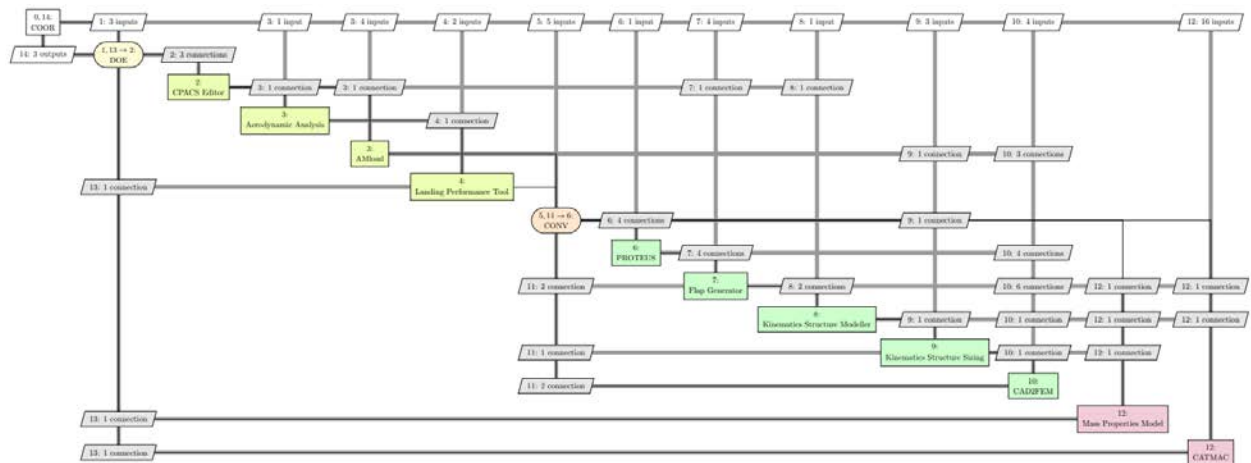 0, 14:
COOR
1: 3 inputs
3: 1 input
3: 4 inputs
4: 2 inputs
5: 5 inputs
6: 1 input
7: 4 inputs
8: 1 input
9: 3 inputs
10: 4 inputs
12: 16 inputs
14: 3 outputs
1, 13 → 2:
DOE
2: 3 connections
2:
CPACS Editor
3: 1 connection
3: 1 connection
7: 1 connection
8: 1 connection
3:
Aerodynamic Analysis
4: 1 connection
3:
AMload
9: 1 connection
10: 3 connections
13: 1 connection
4:
Landing Performance Tool
5, 11 → 6:
CONV
6: 4 connections
9: 1 connection
6:
PROTEUS
7: 4 connections
10: 4 connections
11: 2 connection
7:
Flap Generator
8: 2 connections
10: 6 connections
12: 1 connection
12: 1 connection
8:
Kinematics Structure Modeller
9: 1 connection
10: 1 connection
12: 1 connection
12: 1 connection
11: 1 connection
9:
Kinematics Structure Sizing
10: 1 connection
12: 1 connection
11: 2 connection
10:
CAD2FEM
13: 1 connection
12:
Mass Properties Model
13: 1 connection
12:
CATMAC